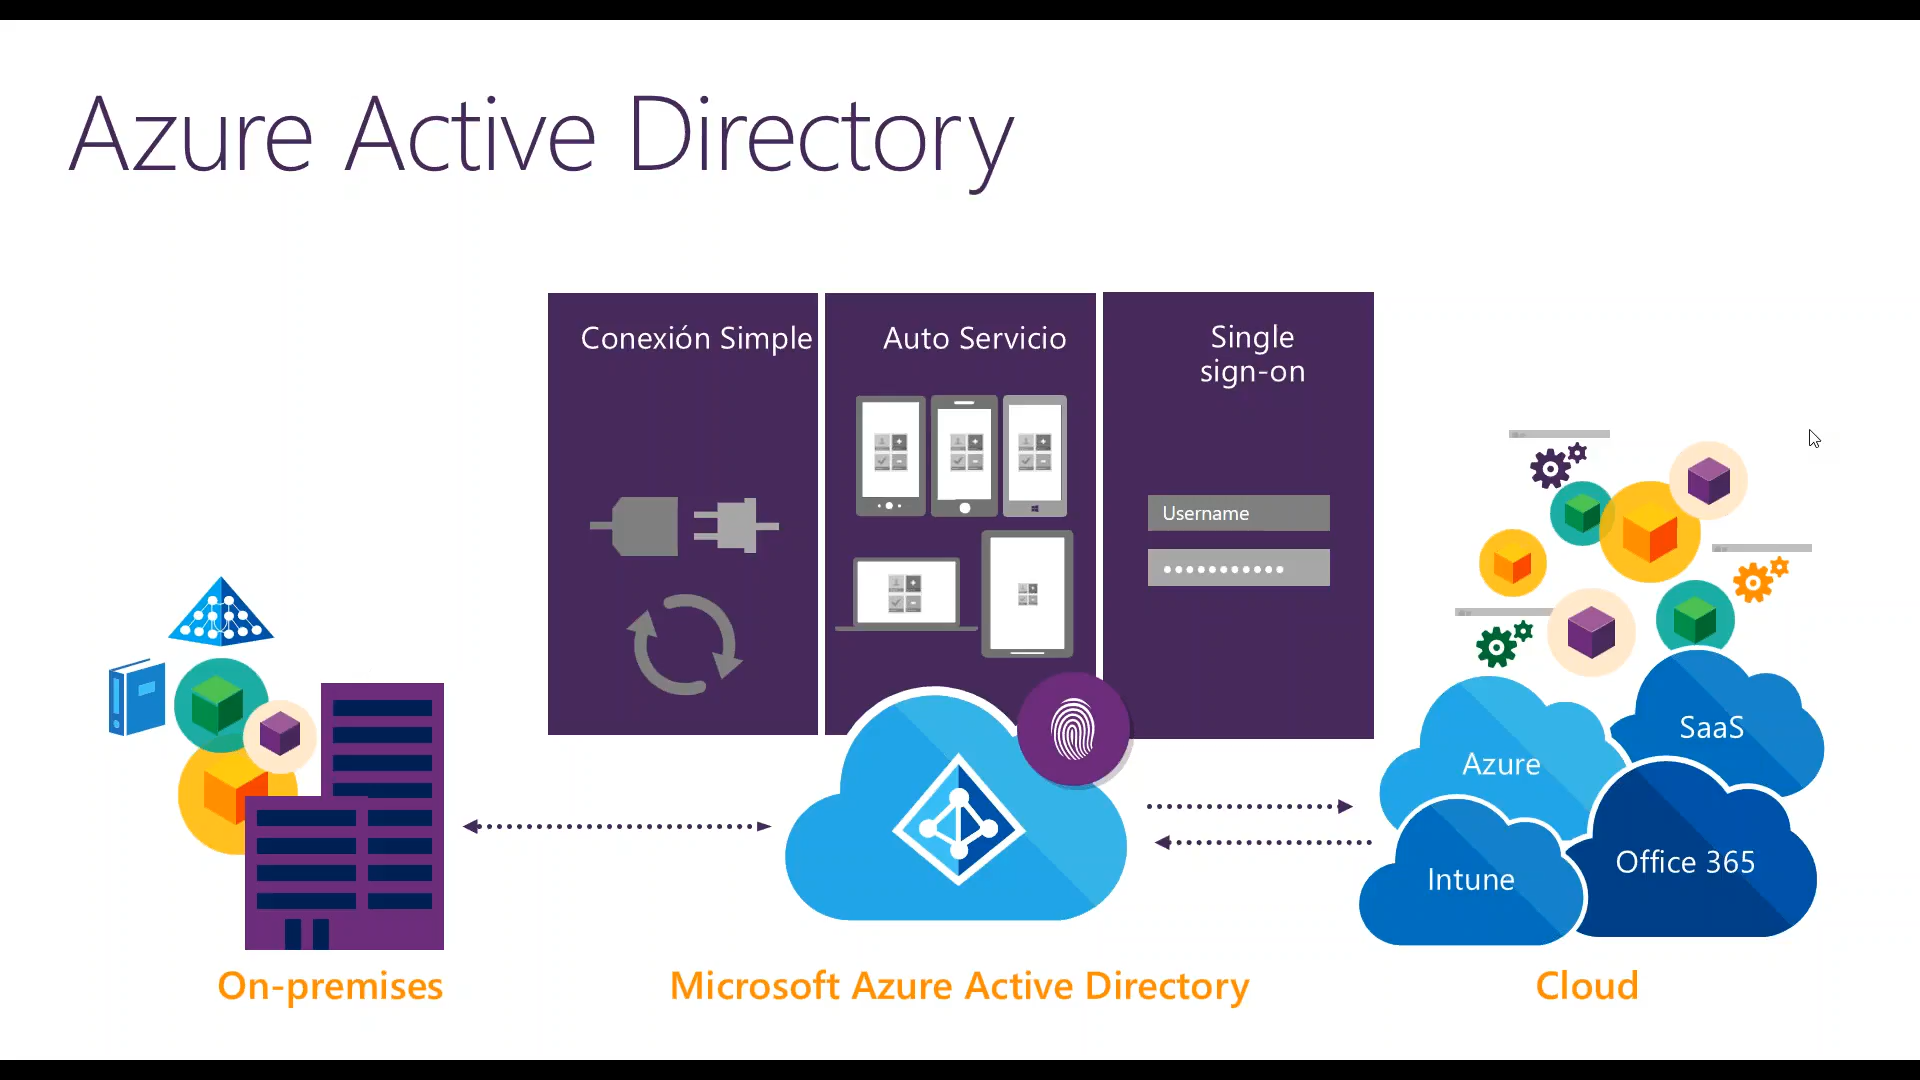 Azure Active Directory
Conexión Simple
Auto Servicio
Single
sign-on
Username
SaaS
Azure
Office 365
Intune
On-premises
Microsoft Azure Active Directory
Cloud